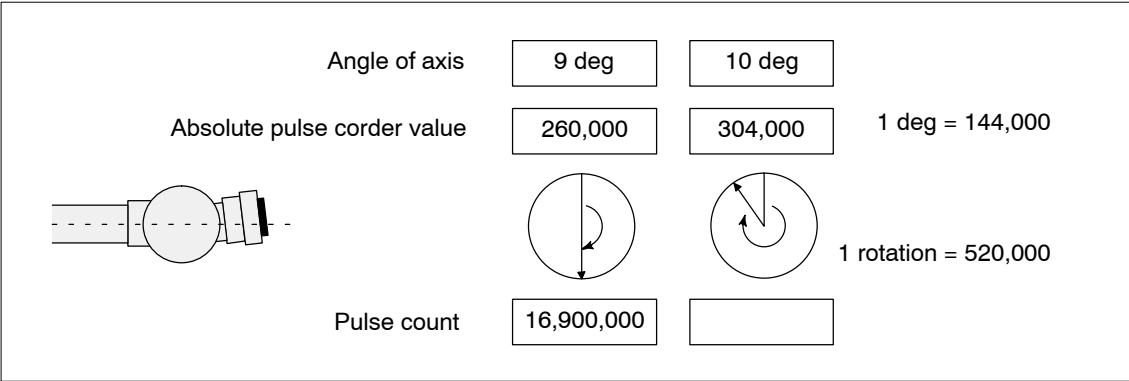 Angle of axis 9 deg 10 deg
Absolute pulse corder value 260,000 304,000 1 deg = 144,000
1 rotation = 520,000
Pulse count 16,900,000